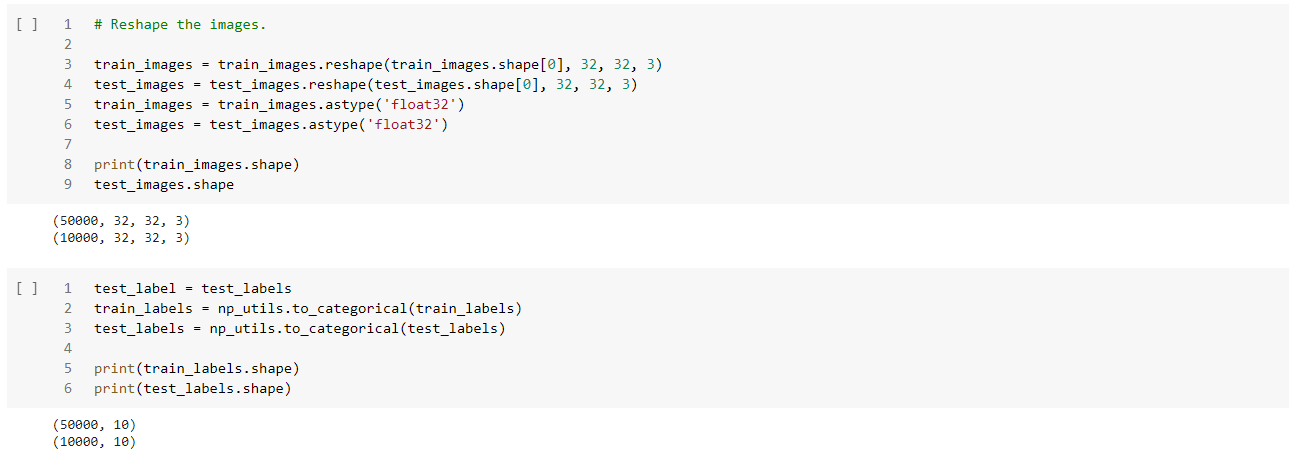 [ ] 1 # Reshape the images.
2
3 train_images = train_images.reshape(train_images.shape[0], 32, 32, 3)
4 test_images = test_images.reshape(test_images.shape[0], 32, 32, 3)
5 train_images = train_images.astype('float32')
6 test_images = test_images.astype('float32')
7
8 print(train_images.shape)
9 test_images.shape
(50000, 32, 32, 3)
(10000, 32, 32, 3)
[ ] 1 test_label = test_labels
2 train_labels = np_utils.to_categorical(train_labels)
3 test_labels = np_utils.to_categorical(test_labels)
4
5 print(train_labels.shape)
6 print(test_labels.shape)
(50000, 10)
(10000, 10)